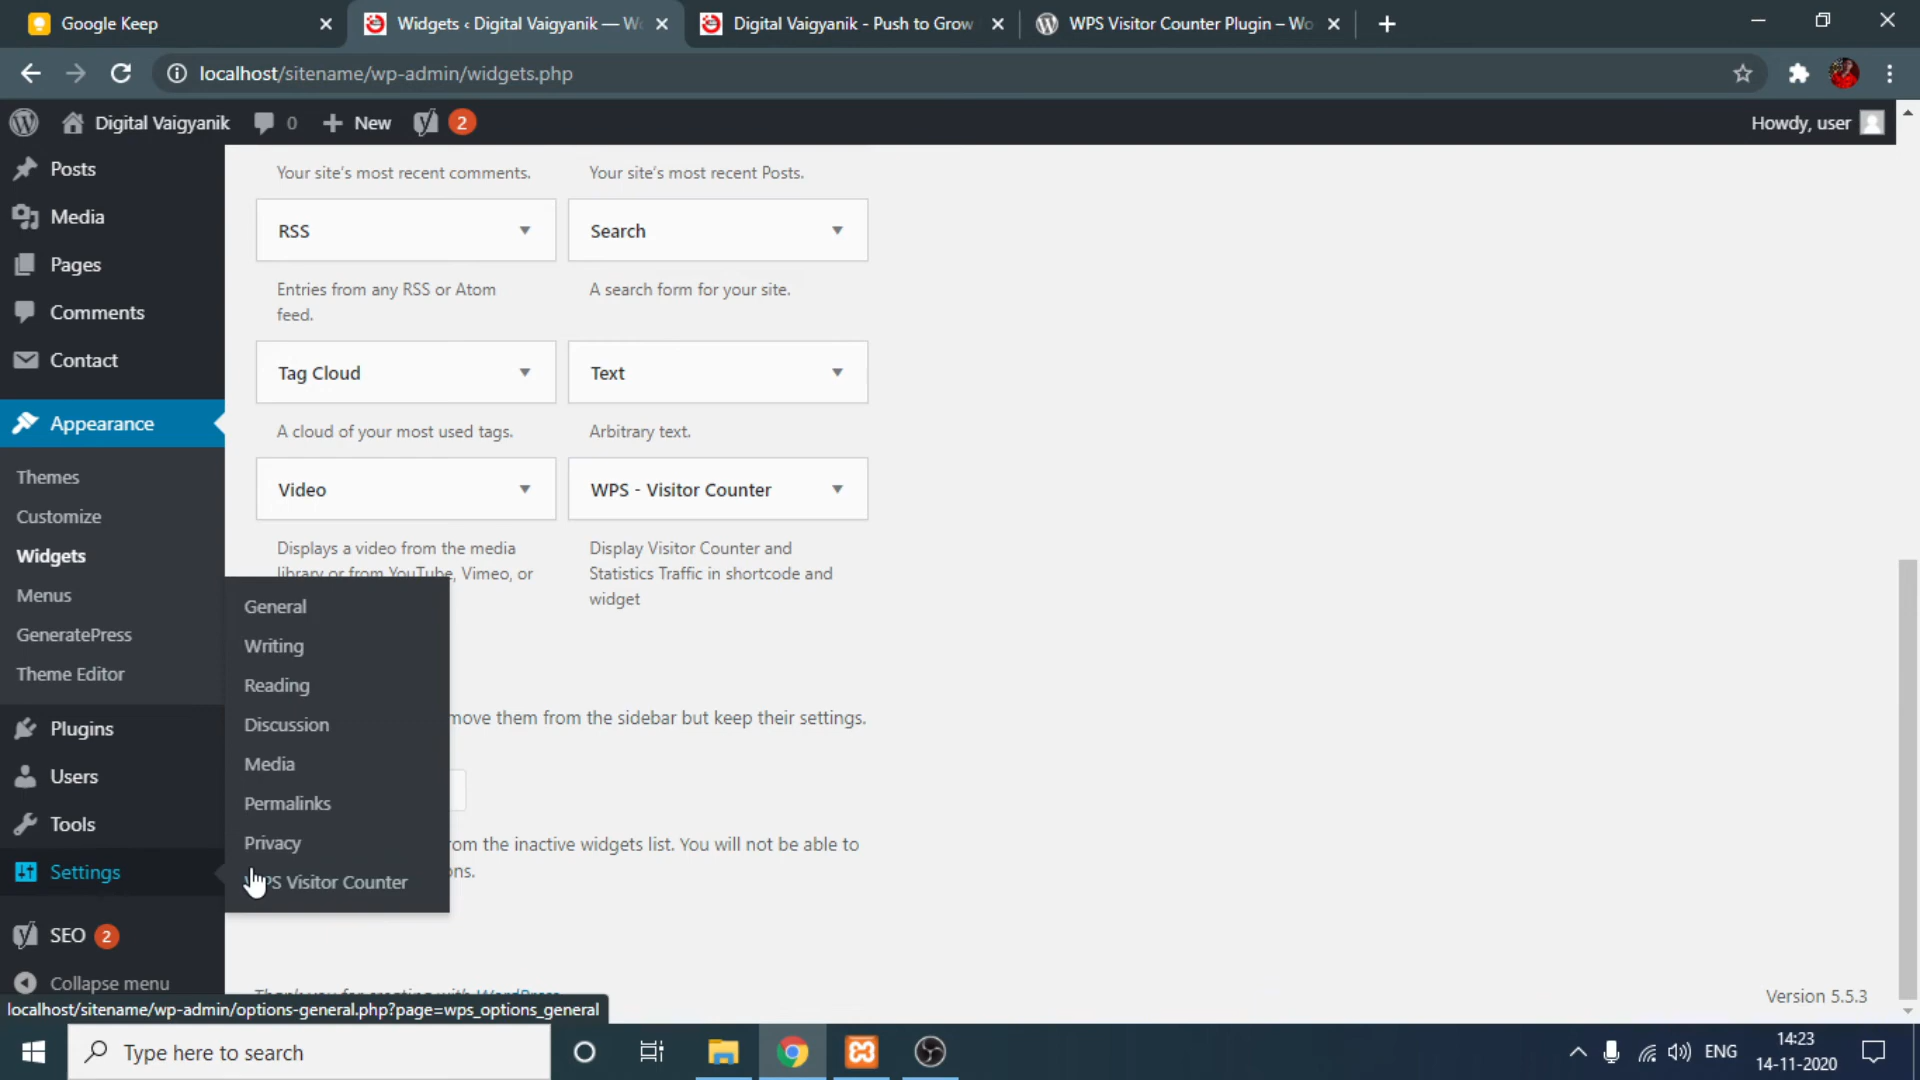 Google Keep
Widgets ‹ Digital Vaigyanik — W
Digital Vaigyanik - Push to Grow
WPS Visitor Counter Plugin – Wo
localhost/sitename/wp-admin/widgets.php
Digital Vaigyanik
0
New
2
Howdy, user
Posts
Media
Pages
Comments
Contact
Appearance
Themes
Customize
Widgets
Menus
GeneratePress
Theme Editor
Plugins
Users
Tools
Settings
SEO 2
Collapse menu
Your site's most recent comments.
Your site's most recent Posts.
RSS
Search
Entries from any RSS or Atom
feed.
A search form for your site.
Tag Cloud
Text
A cloud of your most used tags.
Arbitrary text.
Video
WPS - Visitor Counter
Displays a video from the media
library or from YouTube, Vimeo, or
Display Visitor Counter and
Statistics Traffic in shortcode and
widget
General
Writing
Reading
Discussion
Media
Permalinks
Privacy
Visitor Counter
move them from the sidebar but keep their settings.
om the inactive widgets list. You will not be able to
ons.
Version 5.5.3
localhost/sitename/wp-admin/options-general.php?page=wps_options_general
Type here to search
ENG
14:23
14-11-2020